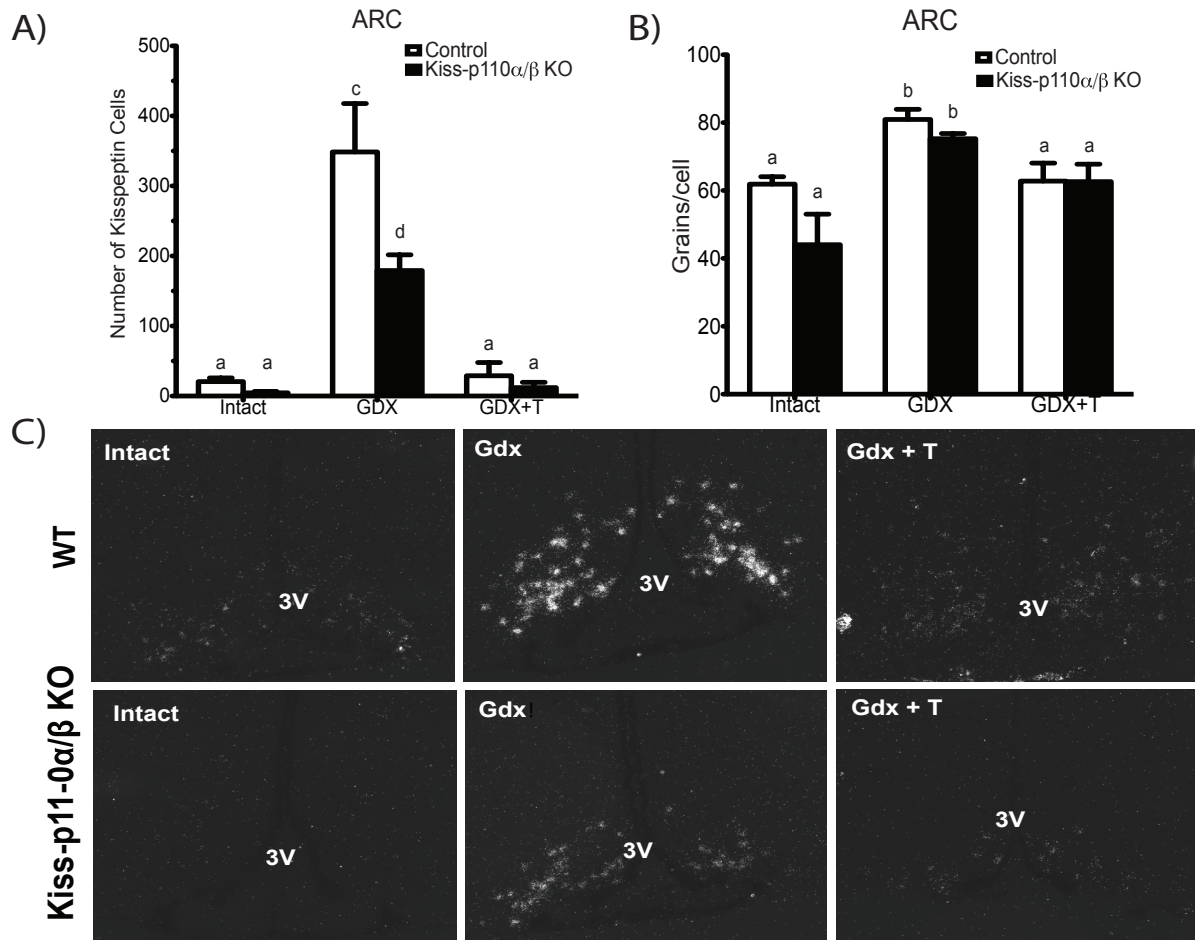 A)
ARC
Control
Kiss-p110α/β KO
Number of Kisspeptin Cells
500
400
300
200
100
0
a
a
c
d
a
a
Intact
GDX
GDX+T
B)
ARC
Control
Kiss-p110α/β KO
Grains/cell
100
80
60
40
20
0
a
a
b
b
a
a
Intact
GDX
GDX+T
C)
WT
Intact
3V
Gdx
3V
Gdx + T
3V
Kiss-p11-0α/β KO
Intact
3V
Gdx
3V
Gdx + T
3V